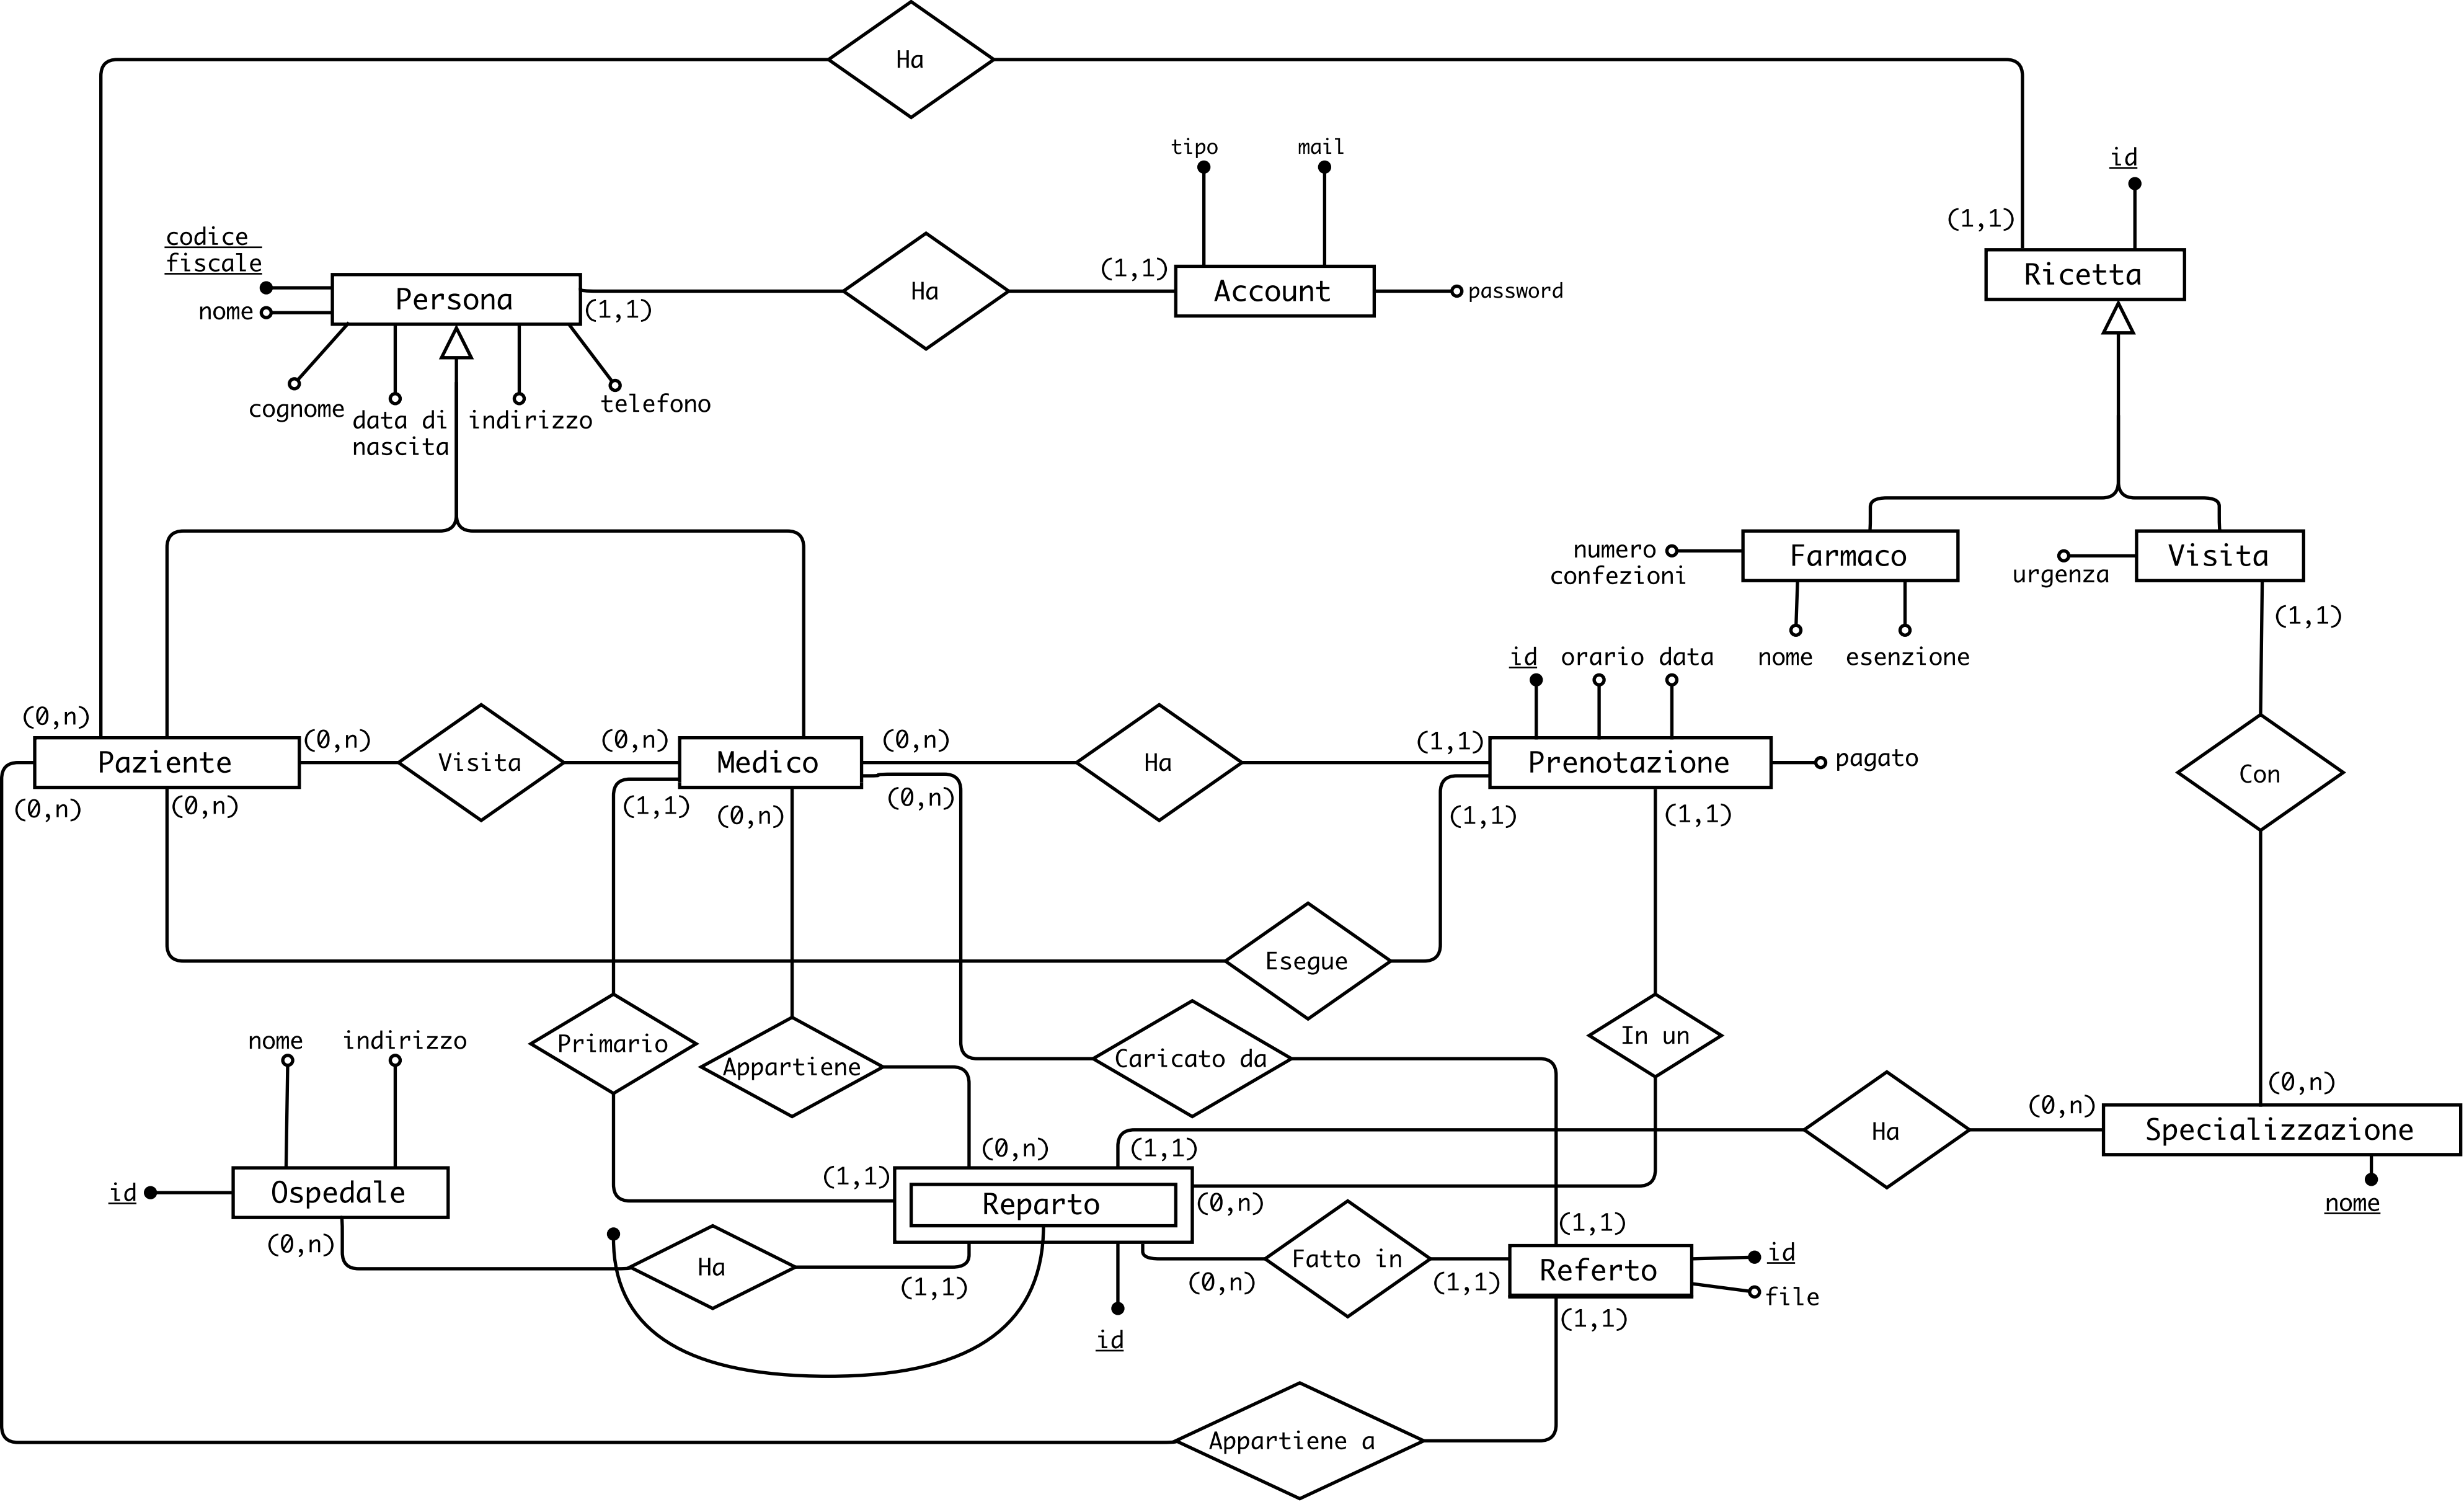 Ha
tipo
mail
id
(1,1)
codice
fiscale
nome
Persona
(1,1)
Ha
(1,1)
Account
password
Ricetta
cognome
data di
nascita
indirizzo
telefono
numero
confezioni
Farmaco
urgenza
Visita
(1,1)
nome
esenzione
id
orario
data
(0,n)
Paziente
(0,n)
Visita
(0,n)
Medico
(0,n)
Ha
(1,1)
Prenotazione
pagato
Con
(0,n)
(0,n)
(1,1)
(0,n)
(0,n)
(1,1)
(1,1)
Esegue
nome
indirizzo
Primario
Appartiene
Caricato da
In un
(0,n)
(0,n)
Ha
Specializzazione
(0,n)
(1,1)
(1,1)
id
Ospedale
Reparto
(0,n)
nome
(0,n)
Ha
(1,1)
(0,n)
Fatto in
(1,1)
(1,1)
Referto
id
file
id
(1,1)
Appartiene a